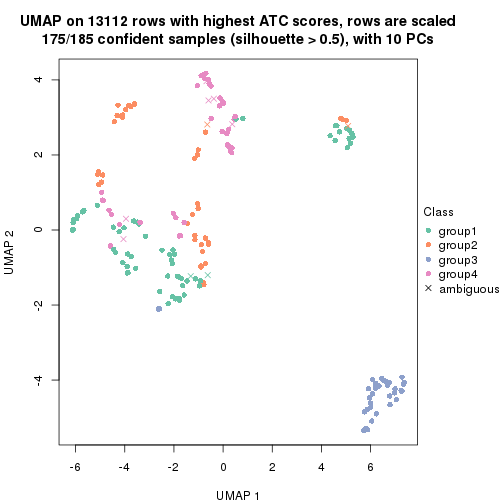 UMAP on 13112 rows with highest ATC scores, rows are scaled
175/185 confident samples (silhouette > 0.5), with 10 PCs
4
2
0
-2
-4
UMAP 2
-6
-4
-2
0
2
4
6
UMAP 1
Class
group1
group2
group3
group4
ambiguous